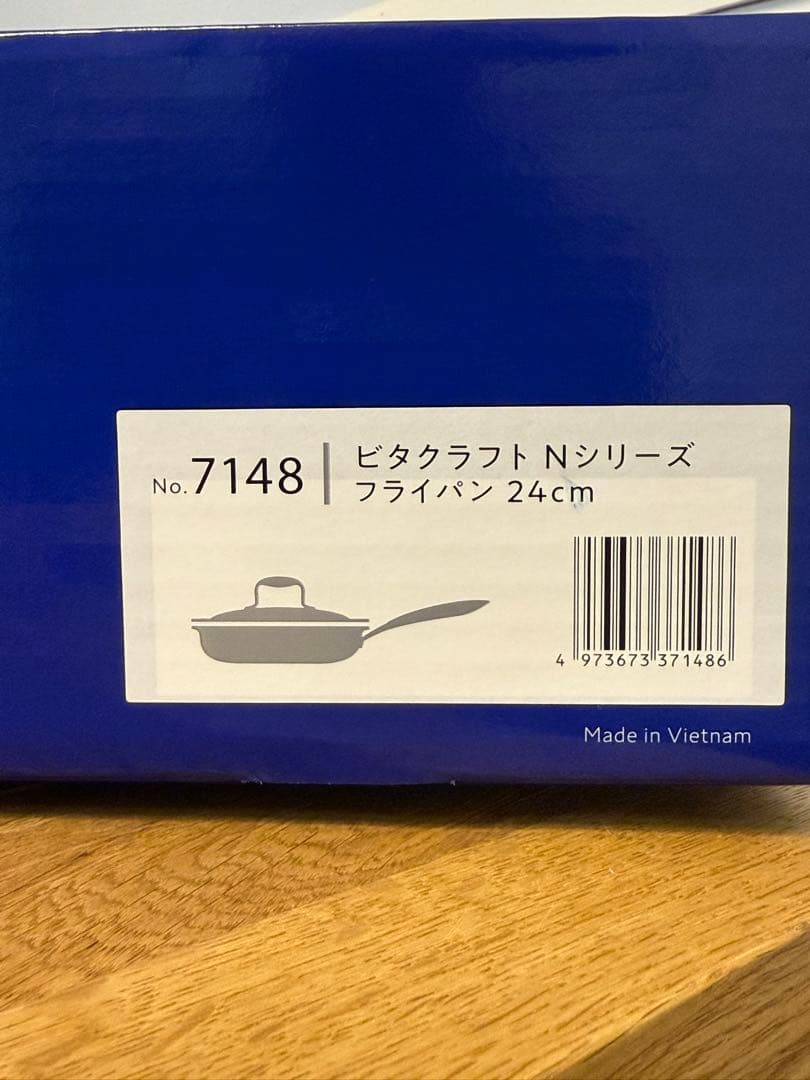 No.7148
ビタクラフト Nシリーズ
フライパン 24cm
4 973673 371486
Made in Vietnam